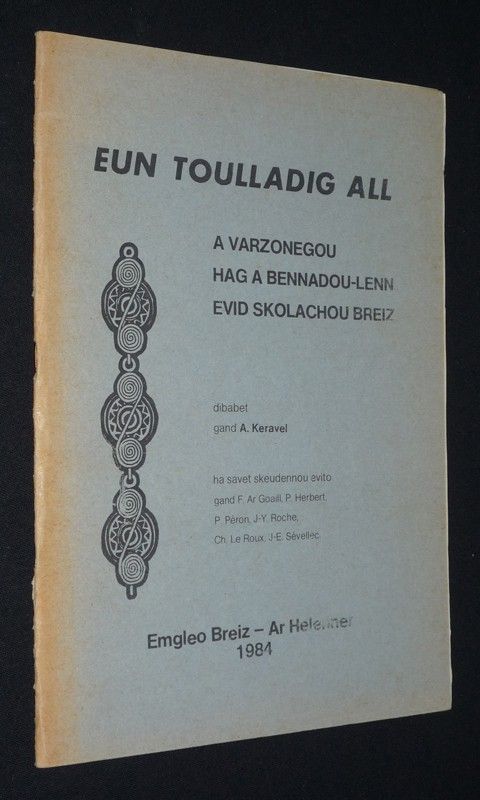 EUN TOULLADIG ALL
A VARZONEGOU
HAG A BENNADOU-LENN
EVID SKOLACHOU BREIZ
dibabet
gand A. Keravel
ha savet skeudennou evito
gand F. Ar Goaill, P. Herbert,
P. Péron, J-Y. Roche,
Ch. Le Roux, J-E. Sévellec
Emgleo Breiz – Ar Helenner
1984